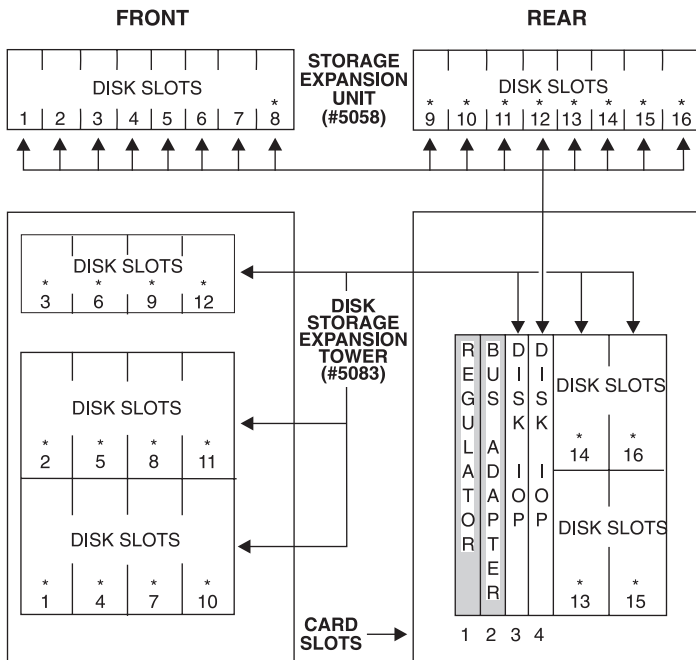 FRONT
REAR
DISK SLOTS
*
1 2 3 4 5 6 7 8
STORAGE
EXPANSION
UNIT
(#5058)
DISK SLOTS
* * * * * * * *
9 10 11 12 13 14 15 16
DISK SLOTS
* * * *
3 6 9 12
DISK SLOTS
* * * *
2 5 8 11
DISK SLOTS
* * * *
1 4 7 10
DISK
STORAGE
EXPANSION
TOWER
(#5083)
REGULATOR
BUS ADAPTER
DISK IOP
DISK IOP
DISK SLOTS
* *
14 16
DISK SLOTS
* *
13 15
CARD
SLOTS
1 2 3 4